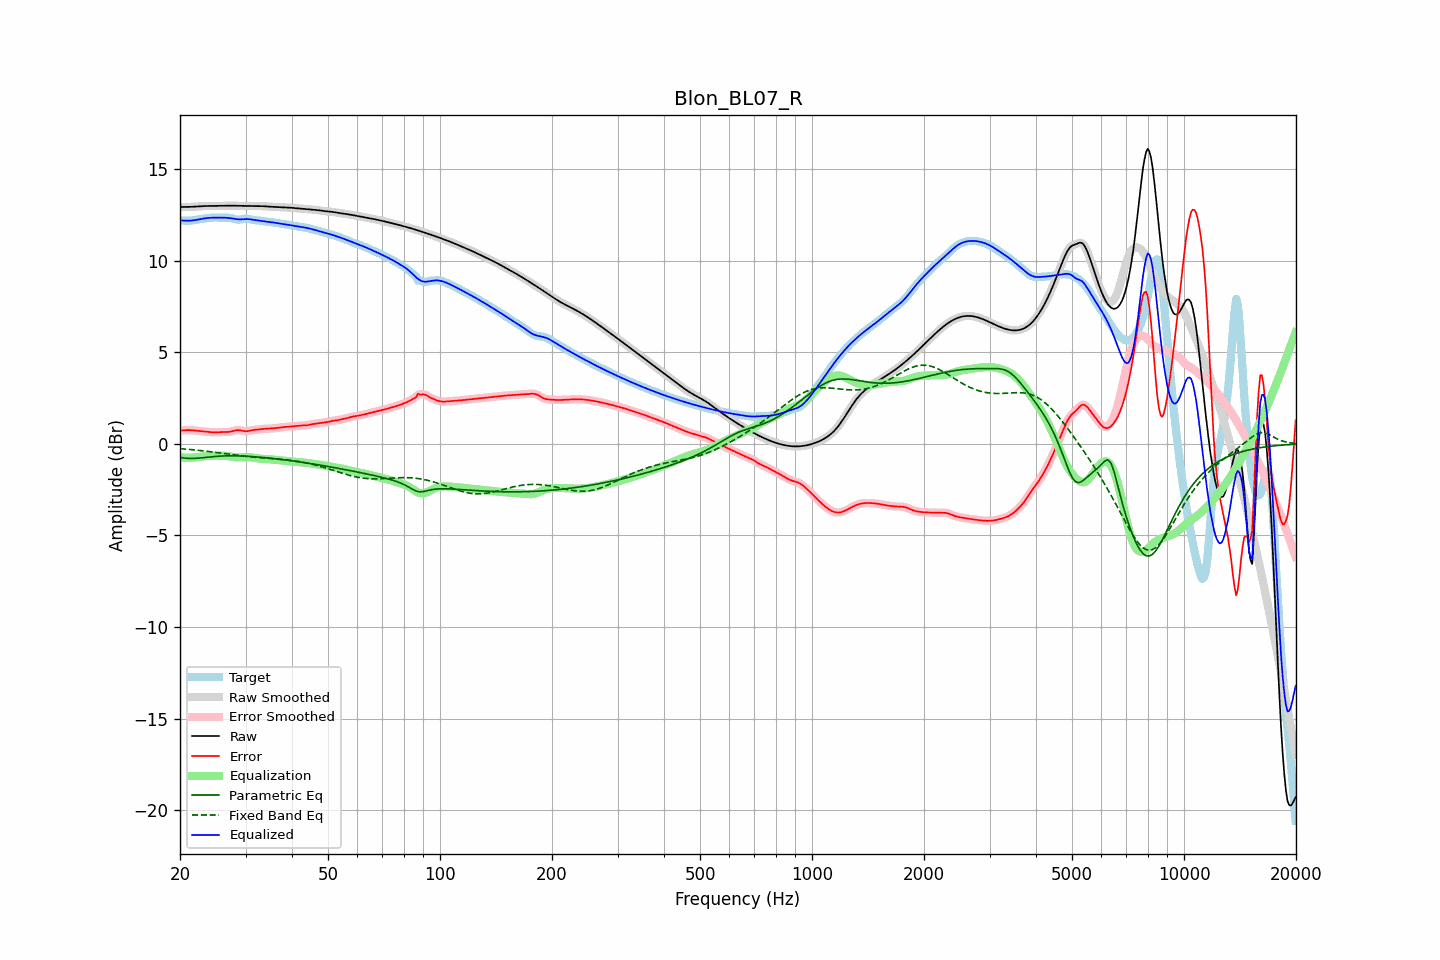 Blon_BL07_R
Amplitude (dBr)
15
10
5
0
−5
−10
−15
−20
Target
Raw Smoothed
Error Smoothed
Raw
Error
Equalization
Parametric Eq
Fixed Band Eq
Equalized
20 50 100 200 500 1000 2000 5000 10000 20000
Frequency (Hz)